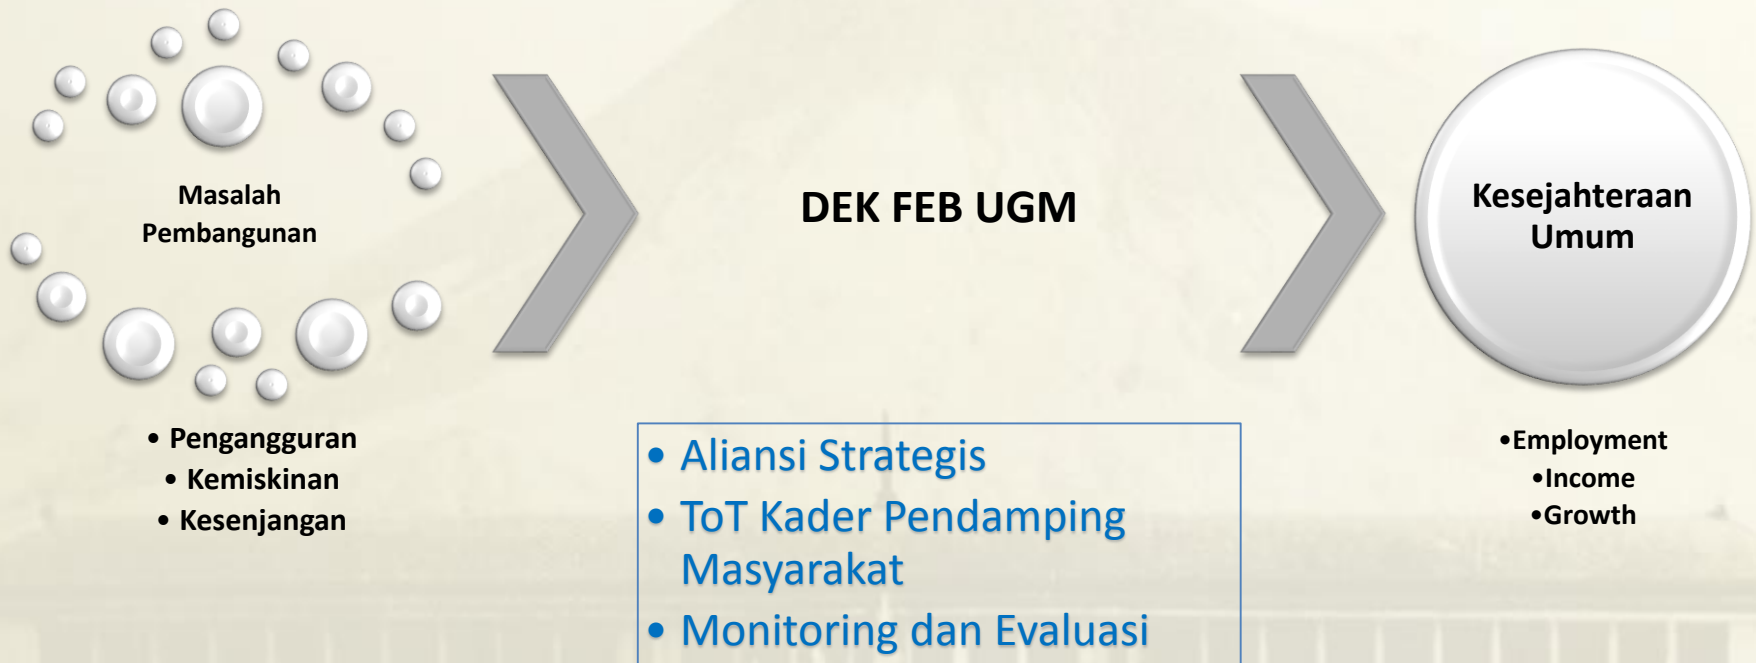 Masalah
Pembangunan
• Pengangguran
• Kemiskinan
• Kesenjangan
DEK FEB UGM
• Aliansi Strategis
• ToT Kader Pendamping
Masyarakat
• Monitoring dan Evaluasi
Kesejahteraan
Umum
•Employment
•Income
•Growth